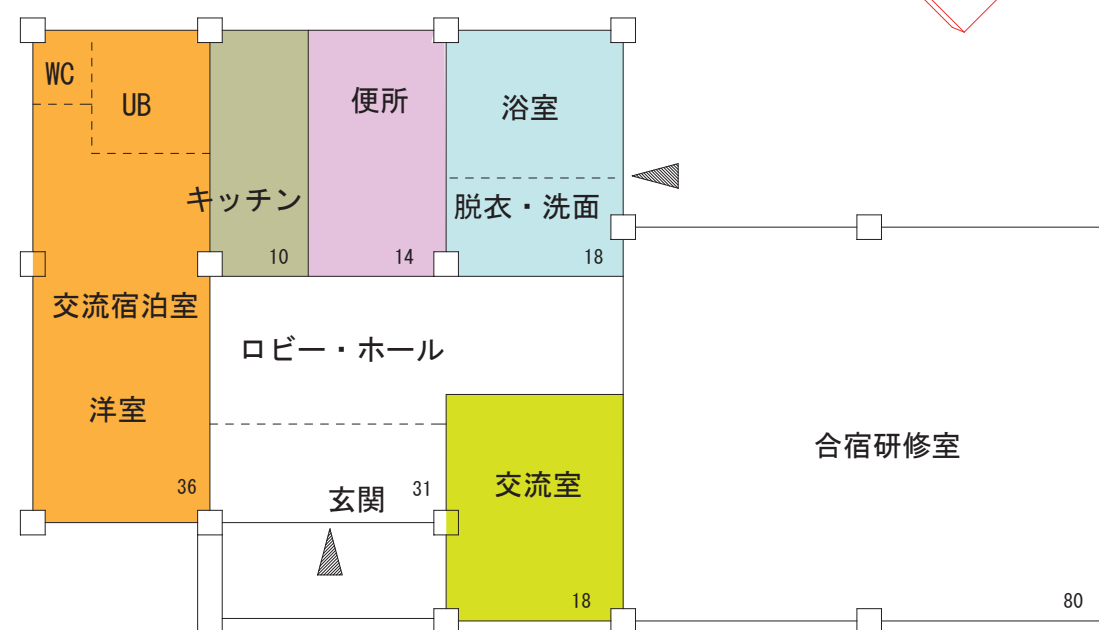 WC
UB
便所
浴室
キッチン
脱衣・洗面
10
14
18
交流宿泊室
ロビー・ホール
洋室
合宿研修室
36
玄関
31
交流室
18
80